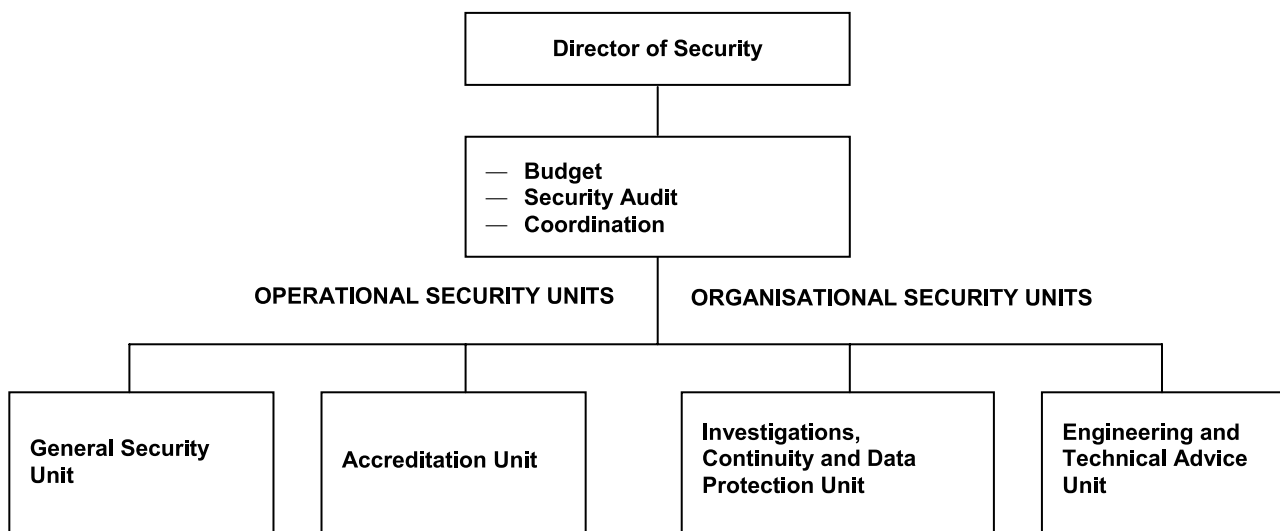 Director of Security
— Budget
— Security Audit
— Coordination
OPERATIONAL SECURITY UNITS
ORGANISATIONAL SECURITY UNITS
General Security
Unit
Accreditation Unit
Investigations,
Continuity and Data
Protection Unit
Engineering and
Technical Advice
Unit